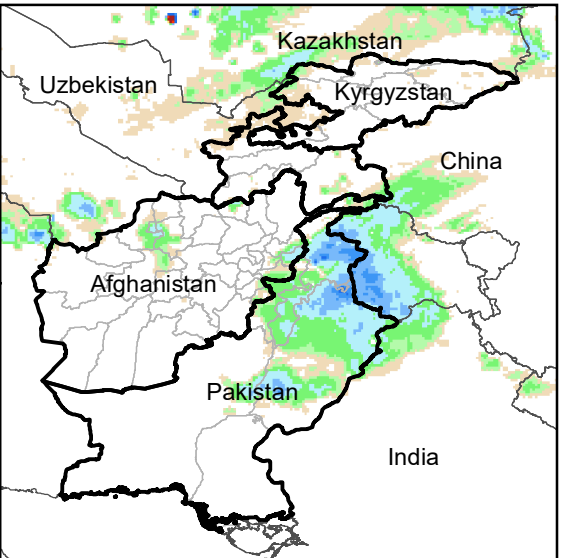 Kazakhstan
Uzbekistan
Kyrgyzstan
China
Afghanistan
Pakistan
India